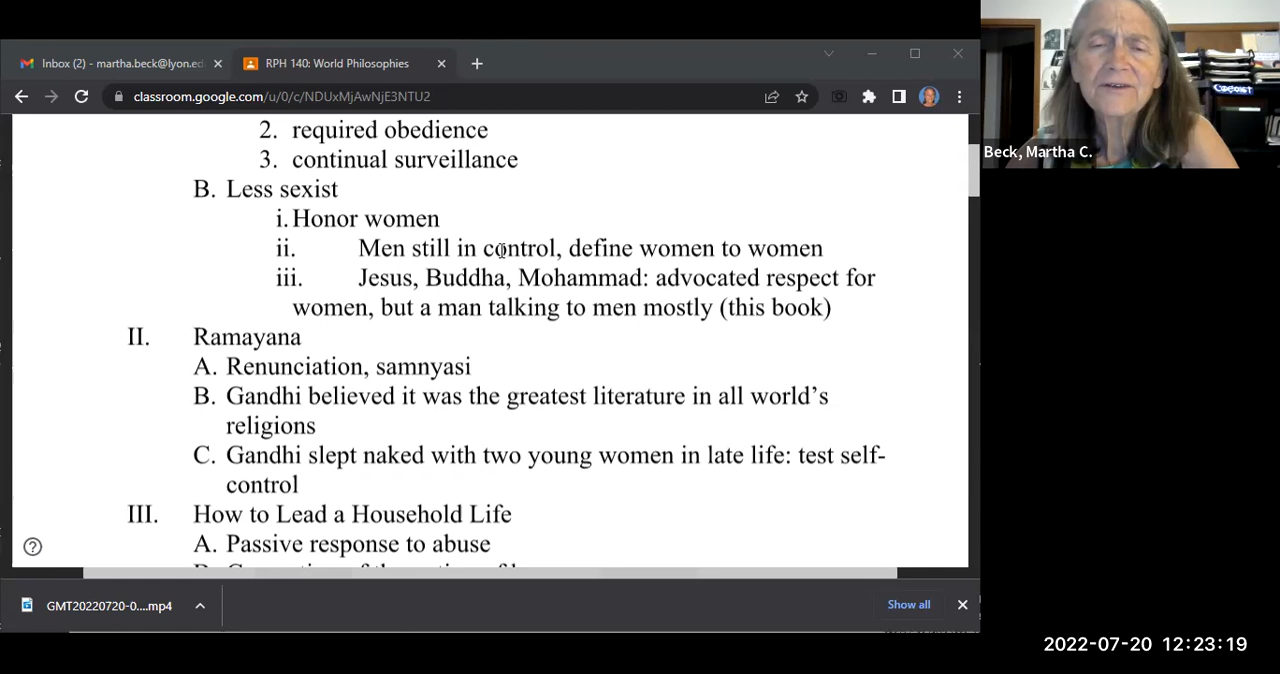 Inbox (2) - martha.beck@lyon.ed
RPH 140: World Philosophies
classroom.google.com/u/0/c/NDUxMjAwNjE3NTU2
2. required obedience
3. continual surveillance
B. Less sexist
i. Honor women
ii. Men still in control, define women to women
iii. Jesus, Buddha, Mohammad: advocated respect for
women, but a man talking to men mostly (this book)
II. Ramayana
A. Renunciation, samnyasi
B. Gandhi believed it was the greatest literature in all world's
religions
C. Gandhi slept naked with two young women in late life: test self-
control
III. How to Lead a Household Life
A. Passive response to abuse
GMT20220720-0....mp4
Show all
Beck, Martha C.
Coexist
2022-07-20 12:23:19